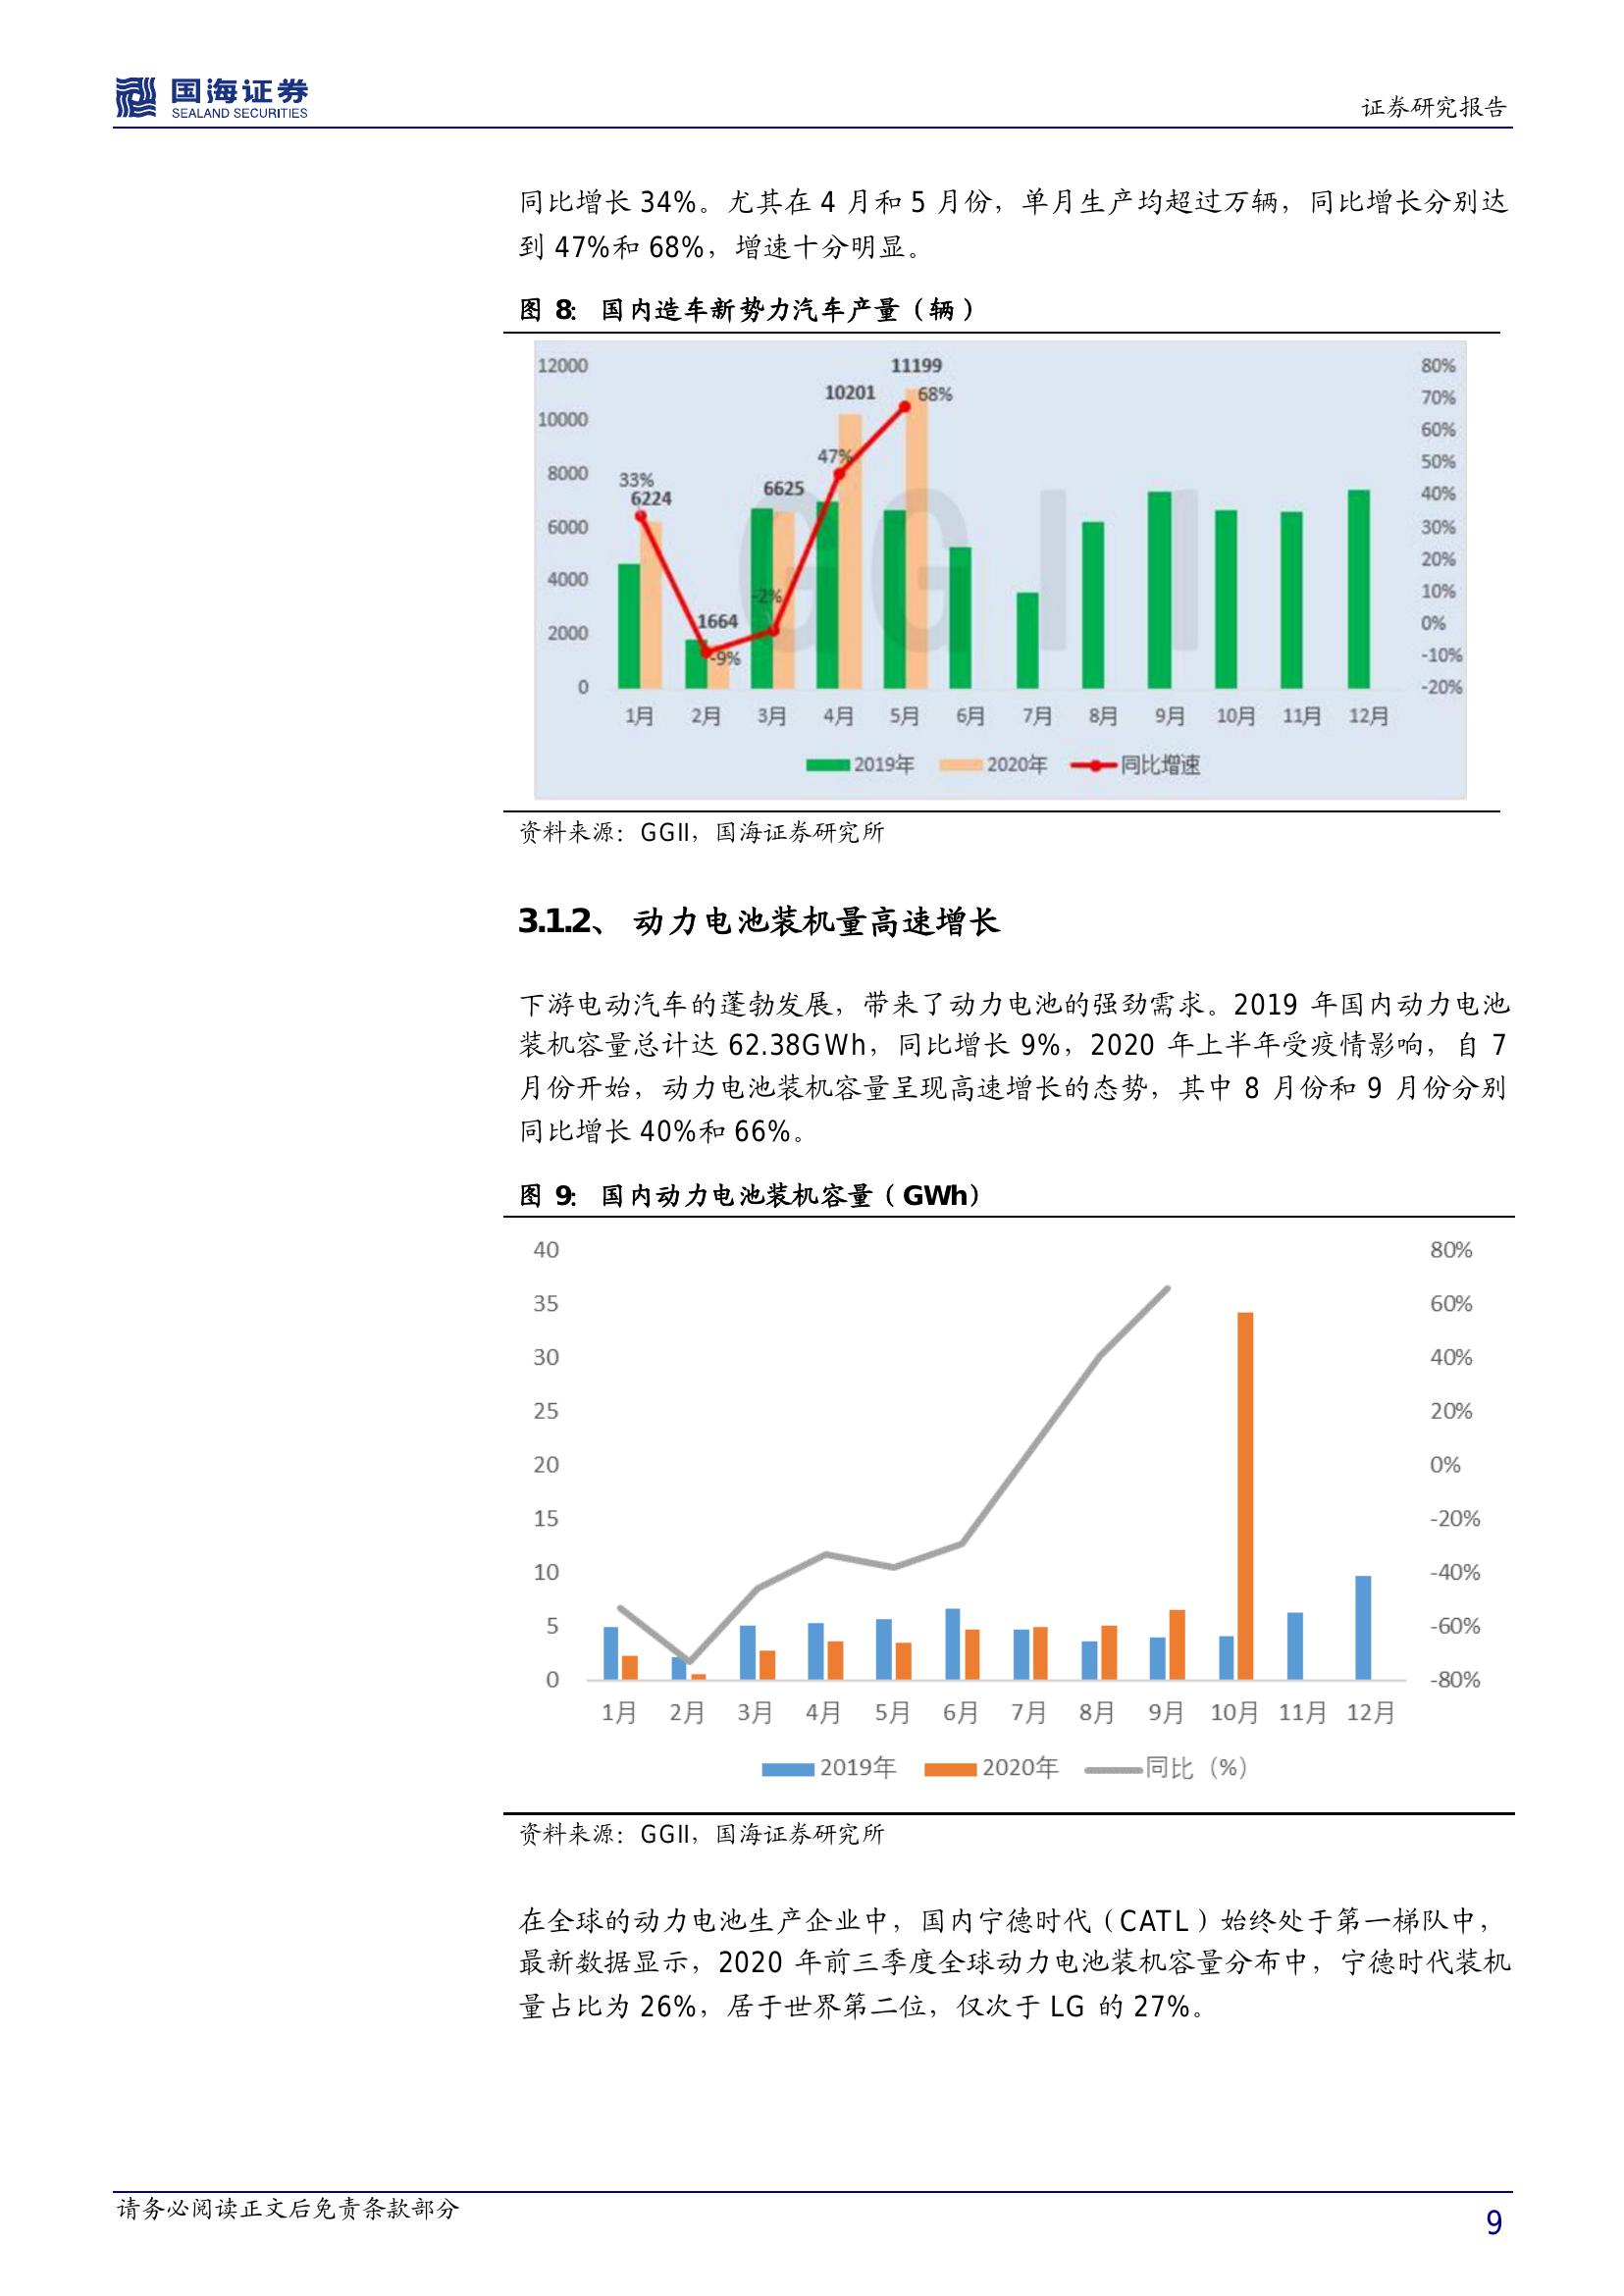 国海证券
SEALAND SECURITIES
证券研究报告
同比增长 34%。尤其在 4 月和 5 月份，单月生产均超过万辆，同比增长分别达
到 47%和 68%，增速十分明显。
图 8： 国内造车新势力汽车产量（辆）
12000
10000
8000
6000
4000
2000
0
80%
70%
60%
50%
40%
30%
20%
10%
0%
-10%
-20%
33%
6224
1664
-9%
6625
-2%
10201
47%
11199
68%
GGII
1月 2月 3月 4月 5月 6月 7月 8月 9月 10月 11月 12月
2019年 2020年 同比增速
资料来源：GGII，国海证券研究所
3.1.2、 动力电池装机量高速增长
下游电动汽车的蓬勃发展，带来了动力电池的强劲需求。2019 年国内动力电池
装机容量总计达 62.38GWh，同比增长 9%，2020 年上半年受疫情影响，自 7
月份开始，动力电池装机容量呈现高速增长的态势，其中 8 月份和 9 月份分别
同比增长 40%和 66%。
图 9： 国内动力电池装机容量（GWh）
40
35
30
25
20
15
10
5
0
80%
60%
40%
20%
0%
-20%
-40%
-60%
-80%
1月 2月 3月 4月 5月 6月 7月 8月 9月 10月 11月 12月
2019年 2020年 同比（%）
资料来源：GGII，国海证券研究所
在全球的动力电池生产企业中，国内宁德时代（CATL）始终处于第一梯队中，
最新数据显示，2020 年前三季度全球动力电池装机容量分布中，宁德时代装机
量占比为 26%，居于世界第二位，仅次于 LG 的 27%。
请务必阅读正文后免责条款部分
9